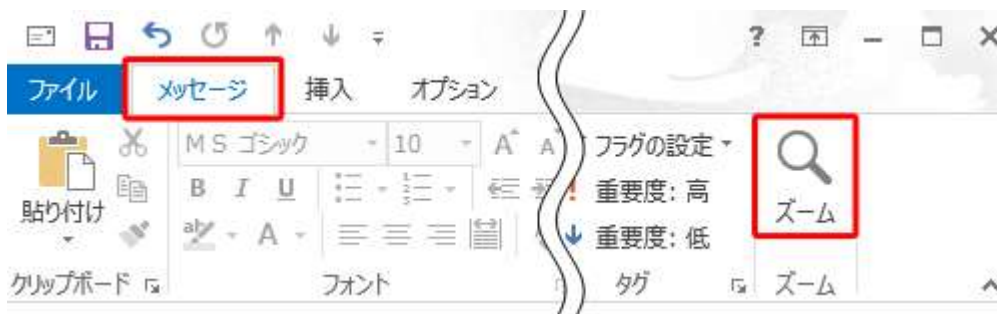 ?
ファイル メッセージ 挿入 オプション
貼り付け
MS ゴシック 10 A A
B I U
aby A
フラグの設定
! 重要度: 高
重要度: 低
ズーム
クリップボード フォント タグ ズーム